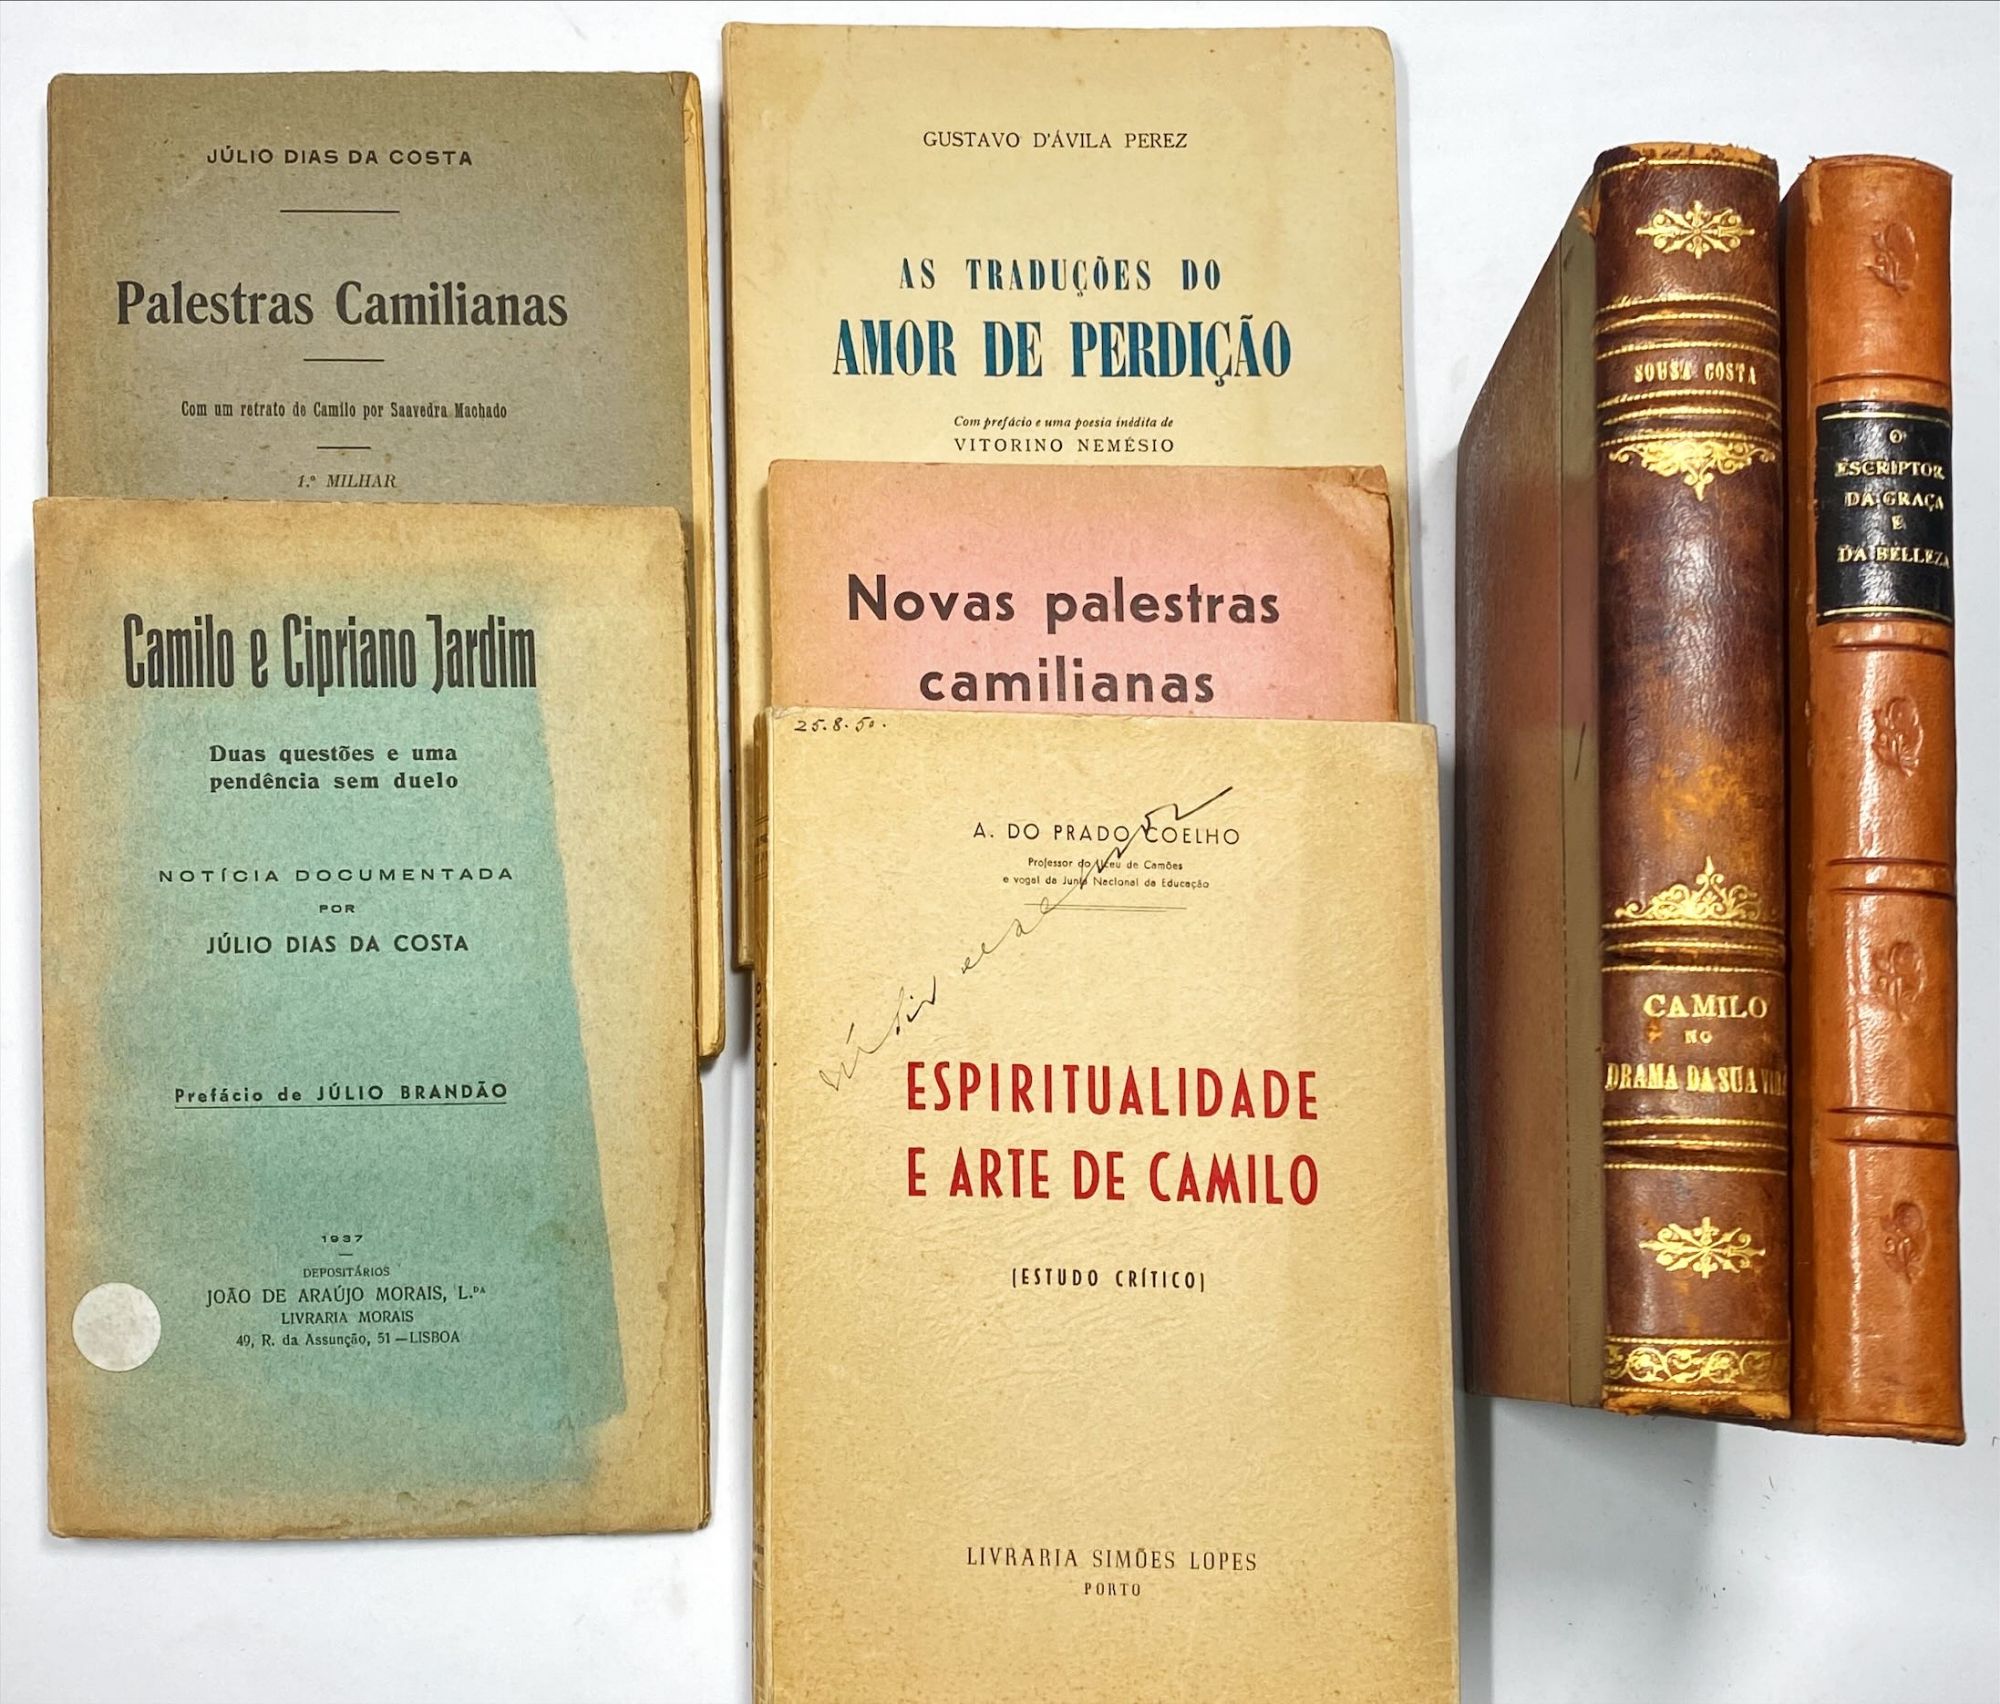 JÚLIO DIAS DA COSTA
Palestras Camilianas
Com um retrato de Camilo por Saavedra Machado
1.º MILHAR
Camilo e Cipriano Jardim
Duas questões e uma
pendência sem duelo
NOTÍCIA DOCUMENTADA
POR
JÚLIO DIAS DA COSTA
Prefácio de JÚLIO BRANDÃO
1937
DEPOSITÁRIOS
JOÃO DE ARAÚJO MORAIS, L.DA
LIVRARIA MORAIS
49, R. da Assunção, 51 — LISBOA
GUSTAVO D'ÁVILA PEREZ
AS TRADUÇÕES DO
AMOR DE PERDIÇÃO
Com prefácio e uma poesia inédita de
VITORINO NEMÉSIO
Novas palestras
camilianas
25.8.50.
A. DO PRADO COELHO
Professor do Liceu de Camões
e vogal da Junta Nacional da Educação
ESPIRITUALIDADE
E ARTE DE CAMILO
(ESTUDO CRÍTICO)
LIVRARIA SIMÕES LOPES
PORTO
SOUSA COSTA
CAMILO
NO
DRAMA DA SUA VIDA
O
ESCRIPTOR
DA GRAÇA
E
DA BELLEZA